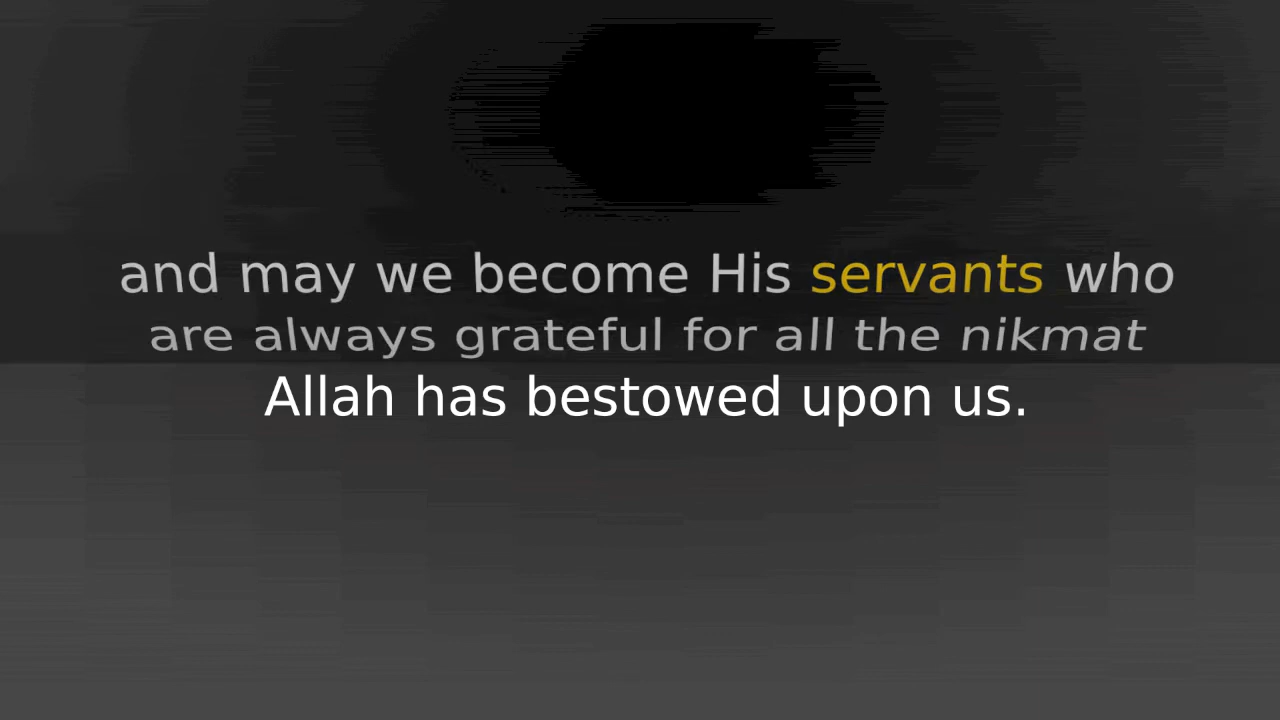 and may we become His servants who
are always grateful for all the nikmat
Allah has bestowed upon us.